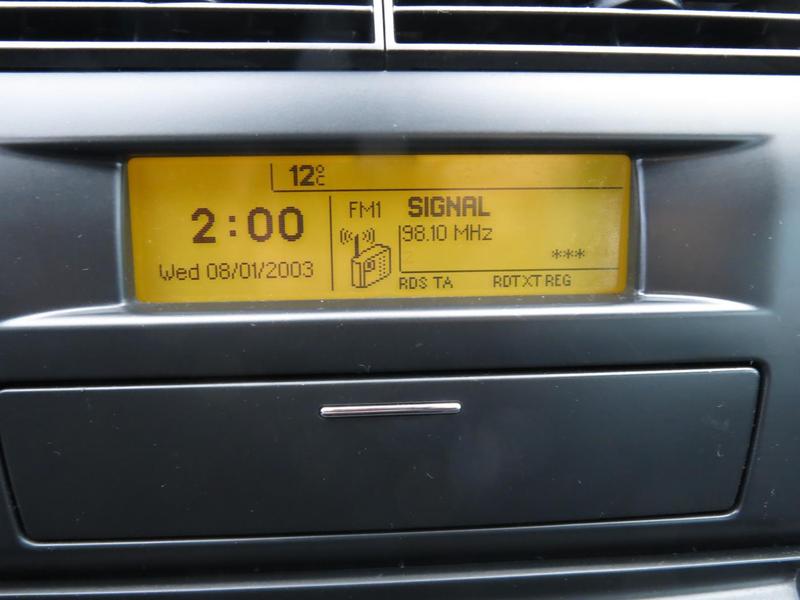 12°C
2:00
Wed 08/01/2003
FM1 SIGNAL
98.10 MHz
***
RDS TA RDTXT REG